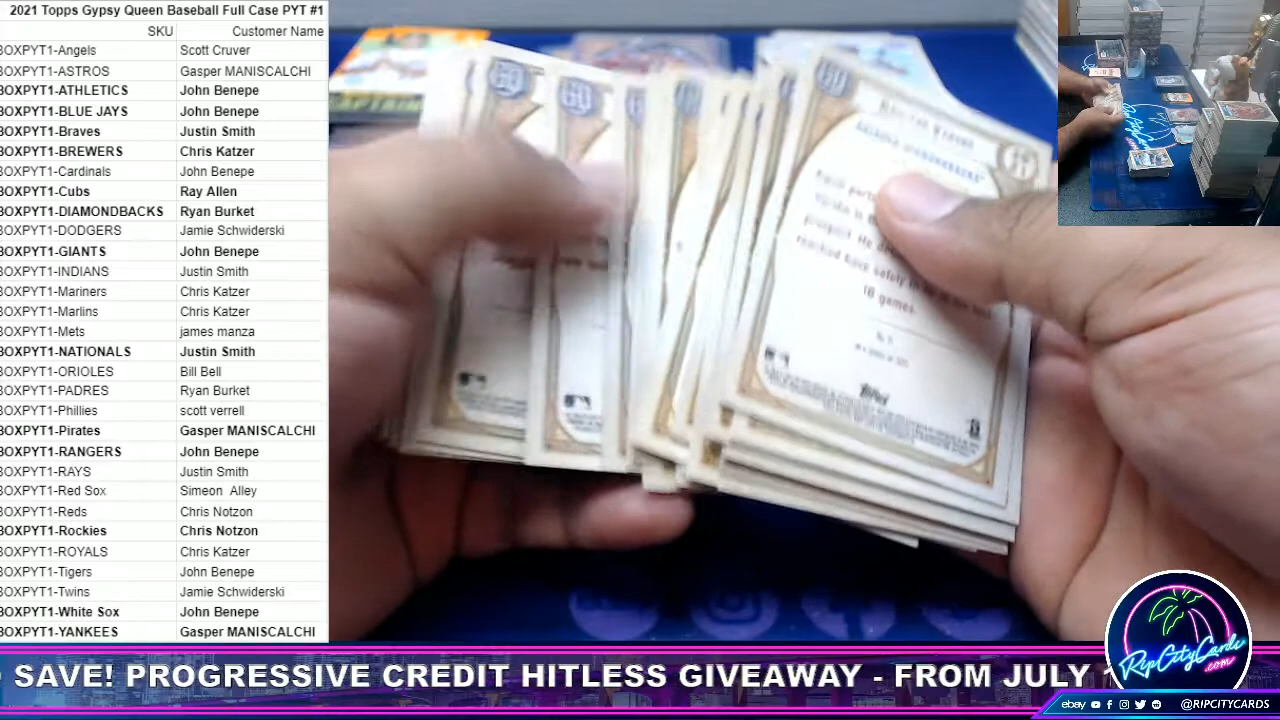 2021 Topps Gypsy Queen Baseball Full Case PYT #1
SKU Customer Name
BOXPYT1-Angels Scott Cruver
BOXPYT1-ASTROS Gasper MANISCALCHI
BOXPYT1-ATHLETICS John Benepe
BOXPYT1-BLUE JAYS John Benepe
BOXPYT1-Braves Justin Smith
BOXPYT1-BREWERS Chris Katzer
BOXPYT1-Cardinals John Benepe
BOXPYT1-Cubs Ray Allen
BOXPYT1-DIAMONDBACKS Ryan Burket
BOXPYT1-DODGERS Jamie Schwiderski
BOXPYT1-GIANTS John Benepe
BOXPYT1-INDIANS Justin Smith
BOXPYT1-Mariners Chris Katzer
BOXPYT1-Marlins Chris Katzer
BOXPYT1-Mets james manza
BOXPYT1-NATIONALS Justin Smith
BOXPYT1-ORIOLES Bill Bell
BOXPYT1-PADRES Ryan Burket
BOXPYT1-Phillies scott verrell
BOXPYT1-Pirates Gasper MANISCALCHI
BOXPYT1-RANGERS John Benepe
BOXPYT1-RAYS Justin Smith
BOXPYT1-Red Sox Simeon Alley
BOXPYT1-Reds Chris Notzon
BOXPYT1-Rockies Chris Notzon
BOXPYT1-ROYALS Chris Katzer
BOXPYT1-Tigers John Benepe
BOXPYT1-Twins Jamie Schwiderski
BOXPYT1-White Sox John Benepe
BOXPYT1-YANKEES Gasper MANISCALCHI
GQ
GQ
18 games.
topps
SAVE! PROGRESSIVE CREDIT HITLESS GIVEAWAY - FROM JULY
RipCityCards
.com
ebay @RIPCITYCARDS